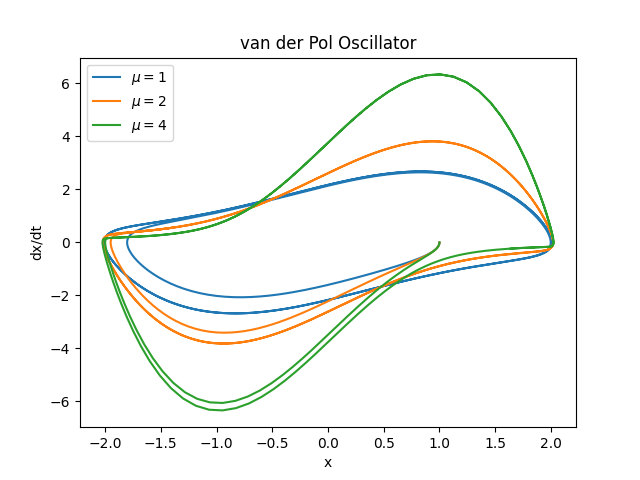 van der Pol Oscillator
μ = 1
μ = 2
μ = 4
dx/dt
6
4
2
0
−2
−4
−6
−2.0 −1.5 −1.0 −0.5 0.0 0.5 1.0 1.5 2.0
x